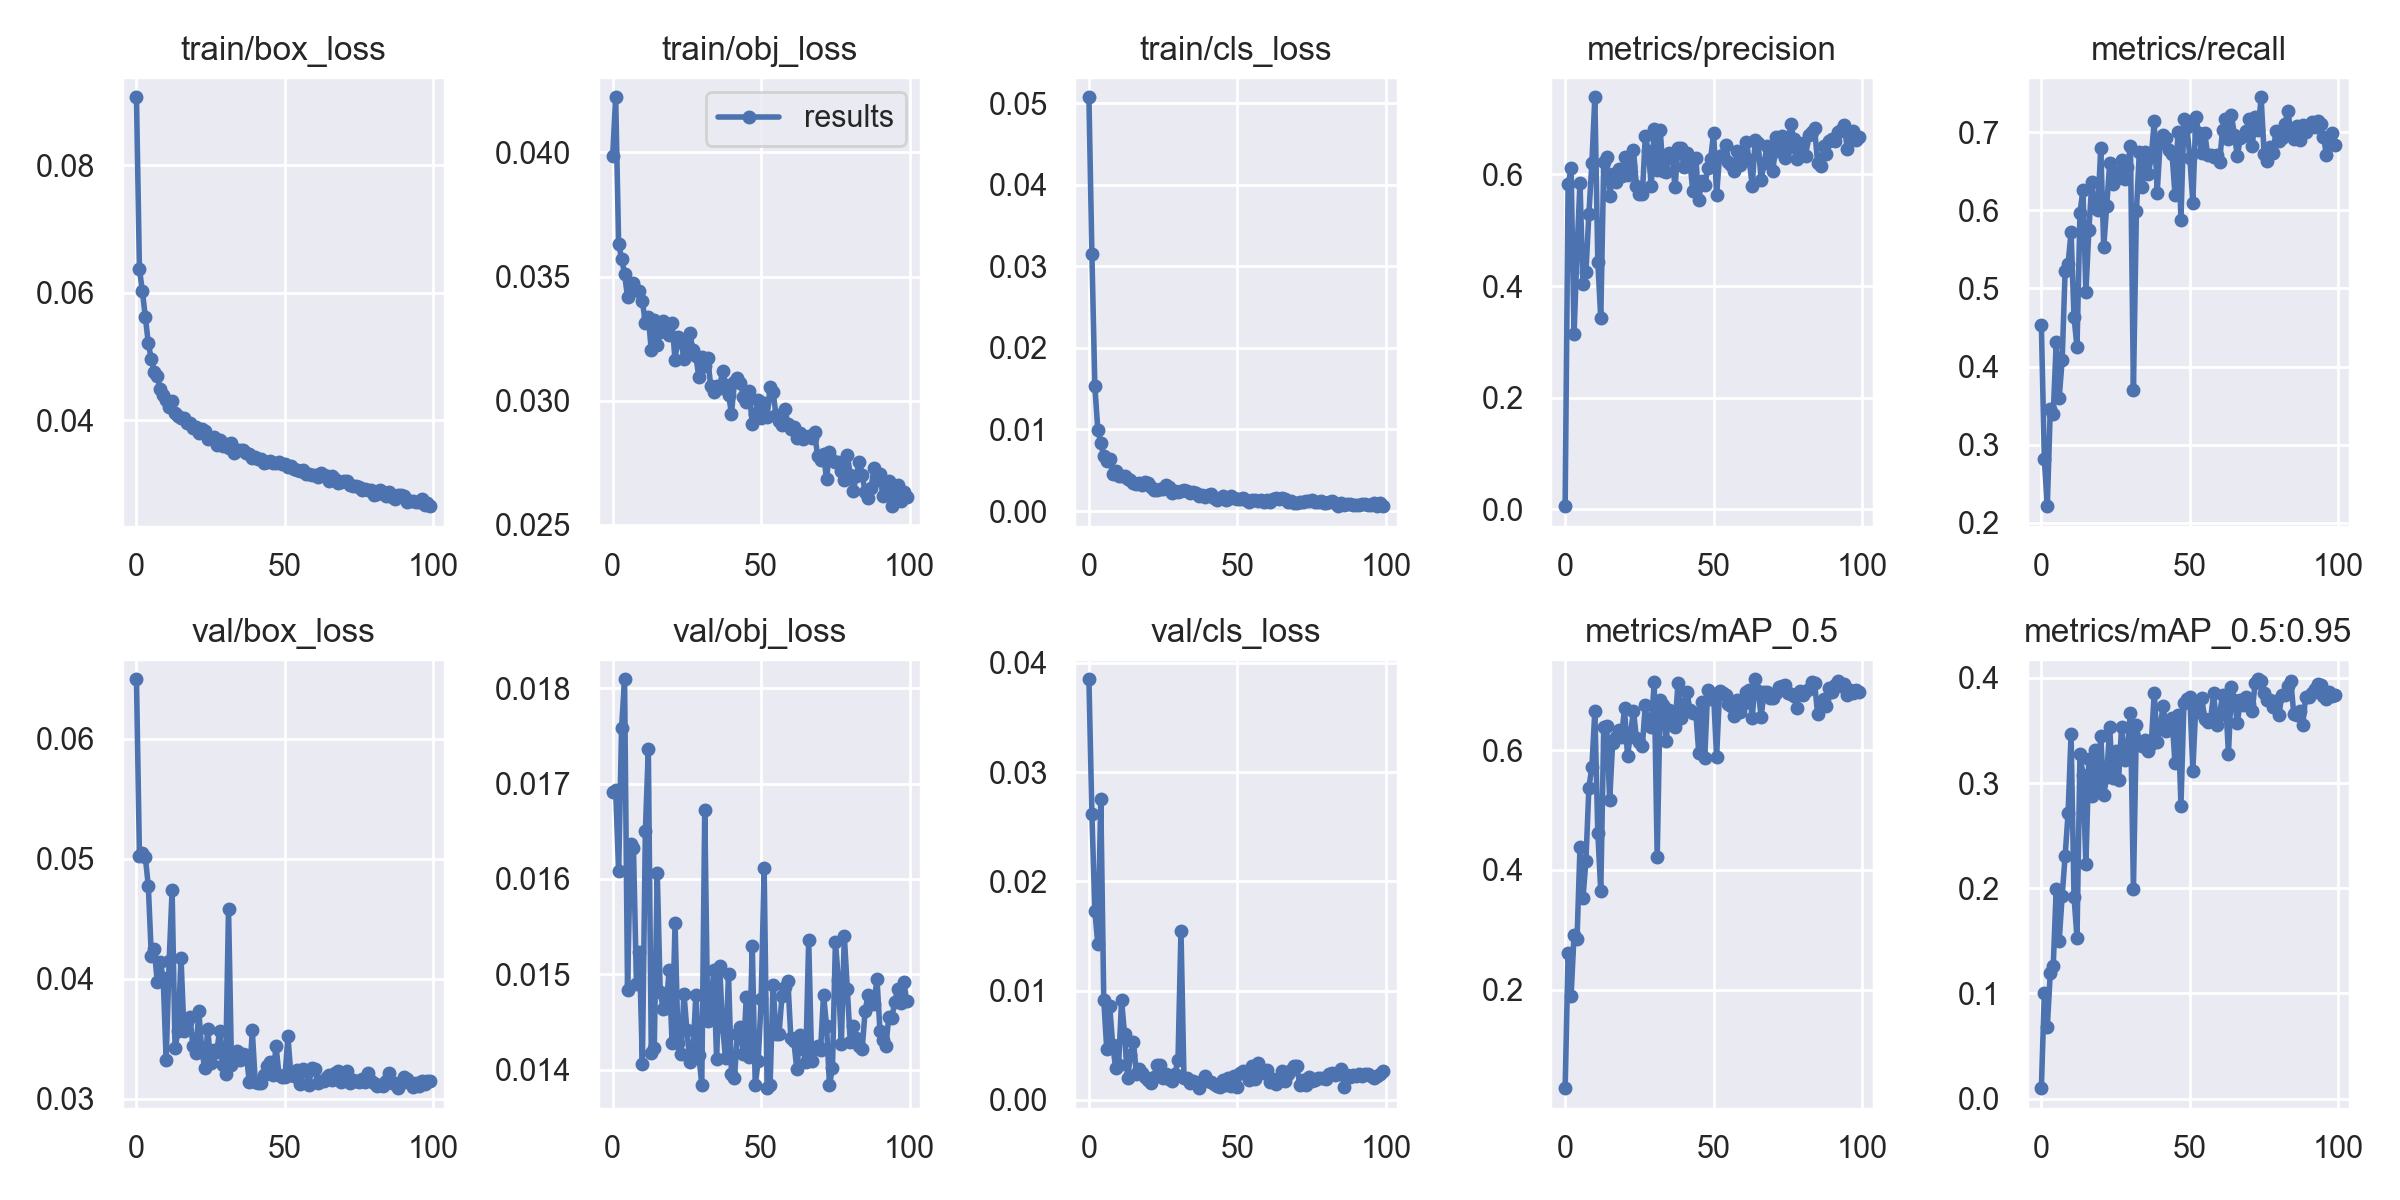 train/box_loss
0.08
0.06
0.04
0 50 100
train/obj_loss
results
0.040
0.035
0.030
0.025
0 50 100
train/cls_loss
0.05
0.04
0.03
0.02
0.01
0.00
0 50 100
metrics/precision
0.6
0.4
0.2
0.0
0 50 100
metrics/recall
0.7
0.6
0.5
0.4
0.3
0.2
0 50 100
val/box_loss
0.06
0.05
0.04
0.03
0 50 100
val/obj_loss
0.018
0.017
0.016
0.015
0.014
0 50 100
val/cls_loss
0.04
0.03
0.02
0.01
0.00
0 50 100
metrics/mAP_0.5
0.6
0.4
0.2
0 50 100
metrics/mAP_0.5:0.95
0.4
0.3
0.2
0.1
0.0
0 50 100